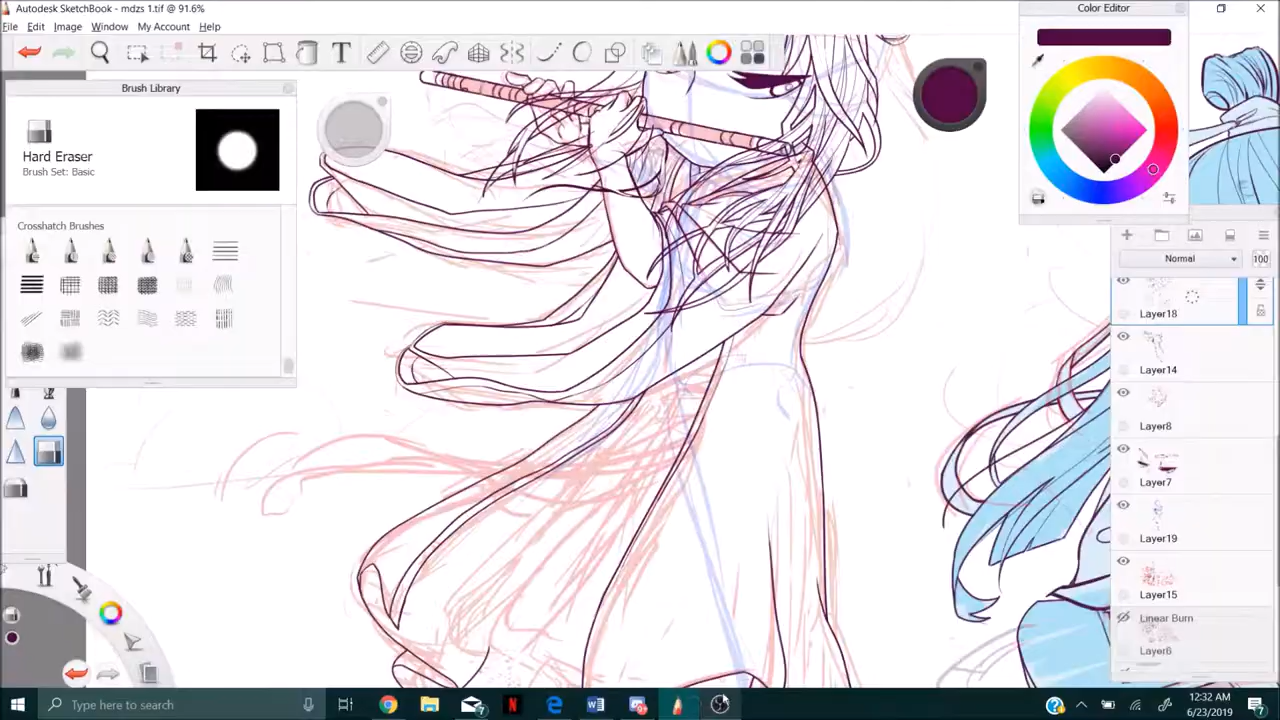 Autodesk SketchBook - mdzs 1.tif @ 91.6%
File Edit Image Window My Account Help
Color Editor
Brush Library
Hard Eraser
Brush Set: Basic
Crosshatch Brushes
Normal 100
Layer18
Layer14
Layer8
Layer7
Layer19
Layer15
Linear Burn
Layer6
Type here to search
12:32 AM
6/23/2019